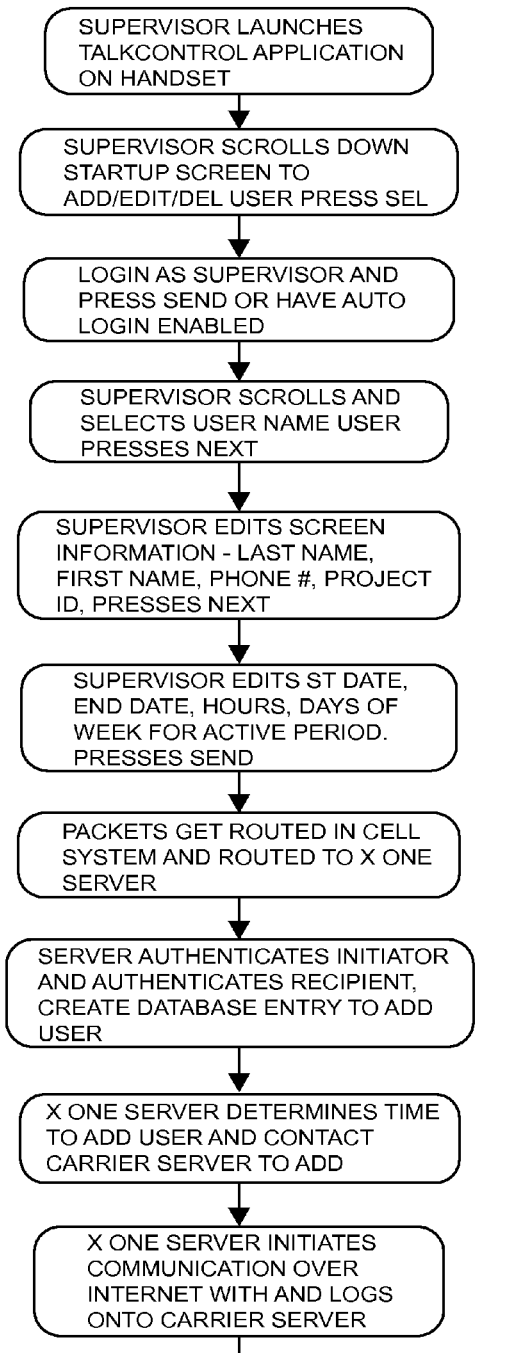 SUPERVISOR LAUNCHES
TALKCONTROL APPLICATION
ON HANDSET
SUPERVISOR SCROLLS DOWN
STARTUP SCREEN TO
ADD/EDIT/DEL USER PRESS SEL
LOGIN AS SUPERVISOR AND
PRESS SEND OR HAVE AUTO
LOGIN ENABLED
SUPERVISOR SCROLLS AND
SELECTS USER NAME USER
PRESSES NEXT
SUPERVISOR EDITS SCREEN
INFORMATION - LAST NAME,
FIRST NAME, PHONE #, PROJECT
ID, PRESSES NEXT
SUPERVISOR EDITS ST DATE,
END DATE, HOURS, DAYS OF
WEEK FOR ACTIVE PERIOD.
PRESSES SEND
PACKETS GET ROUTED IN CELL
SYSTEM AND ROUTED TO X ONE
SERVER
SERVER AUTHENTICATES INITIATOR
AND AUTHENTICATES RECIPIENT,
CREATE DATABASE ENTRY TO ADD
USER
X ONE SERVER DETERMINES TIME
TO ADD USER AND CONTACT
CARRIER SERVER TO ADD
X ONE SERVER INITIATES
COMMUNICATION OVER
INTERNET WITH AND LOGS
ONTO CARRIER SERVER